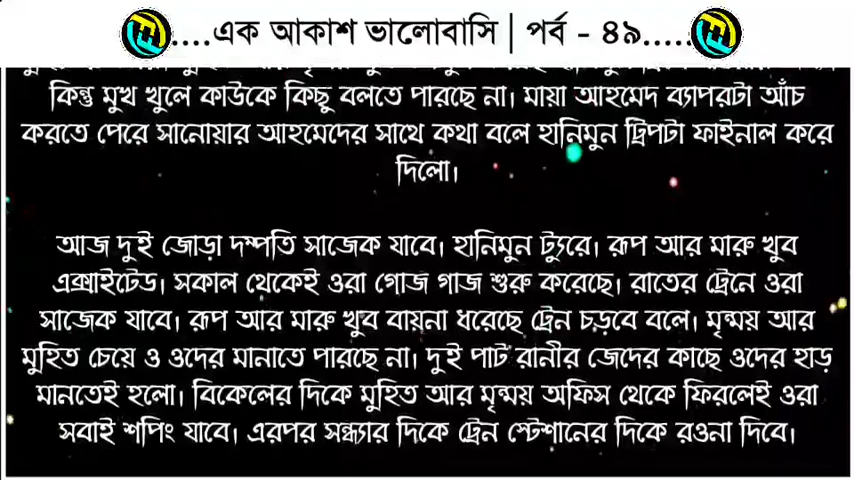 ....এক আকাশ ভালোবাসি | পর্ব - ৪৯.....
কিন্তু মুখ খুলে কাউকে কিছু বলতে পারছে না। মায়া আহমেদ ব্যাপরটা আঁচ
করতে পেরে সানোয়ার আহমেদের সাথে কথা বলে হানিমুন ট্রিপটা ফাইনাল করে
দিলো।
আজ দুই জোড়া দম্পতি সাজেক যাবে। হানিমুন ট্যুরে। রূপ আর মারু খুব
এক্সাইটেড। সকাল থেকেই ওরা গোজ গাজ শুরু করেছে। রাতের ট্রেনে ওরা
সাজেক যাবে। রূপ আর মারু খুব বায়না ধরেছে ট্রেন চড়বে বলে। মৃন্ময় আর
মুহিত চেয়ে ও ওদের মানাতে পারছে না। দুই পাট রানীর জেদের কাছে ওদের হাড়
মানতেই হলো। বিকেলের দিকে মুহিত আর মৃন্ময় অফিস থেকে ফিরলেই ওরা
সবাই শপিং যাবে। এরপর সন্ধ্যার দিকে ট্রেন স্টেশানের দিকে রওনা দিবে।